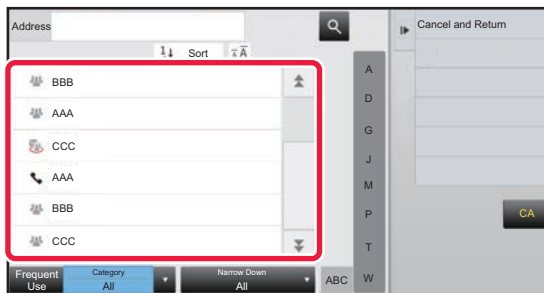 Address
Cancel and Return
Sort
BBB
AAA
CCC
AAA
BBB
CCC
A
D
G
J
M
P
T
W
CA
Frequent Use
Category
All
Narrow Down
All
ABC